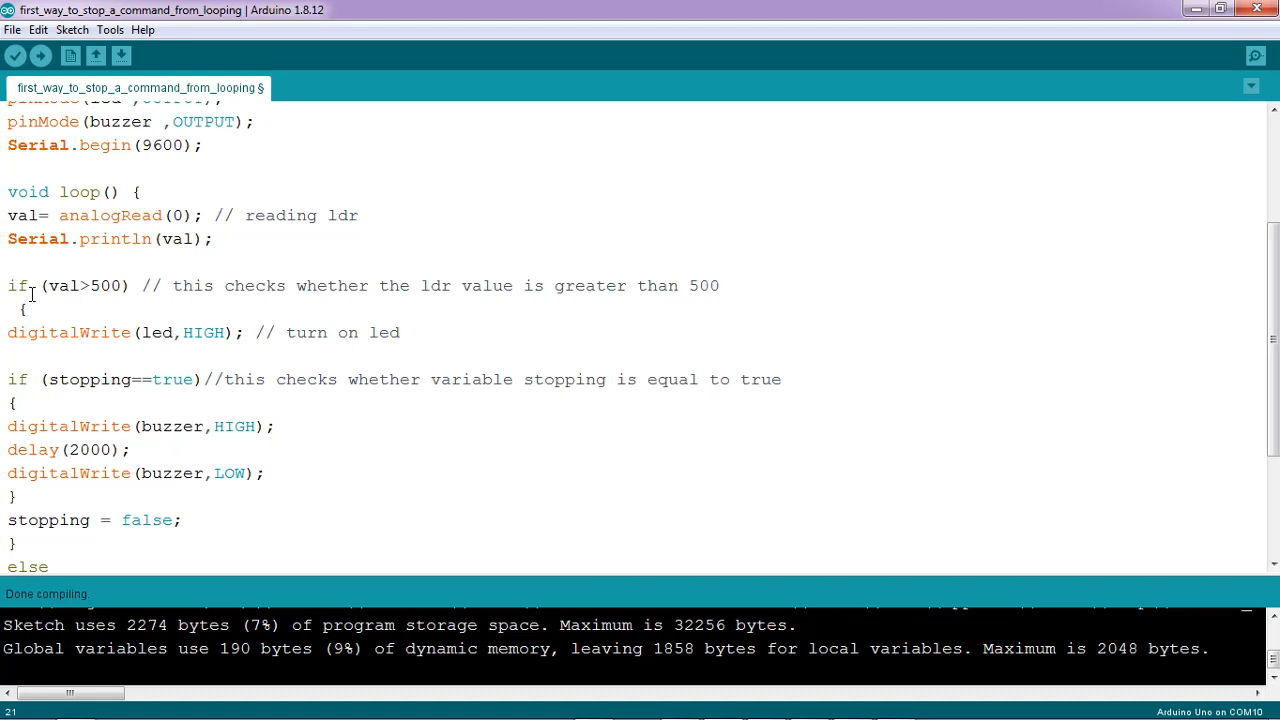 first_way_to_stop_a_command_from_looping | Arduino 1.8.12
File Edit Sketch Tools Help
first_way_to_stop_a_command_from_looping §
pinMode(led ,OUTPUT);
pinMode(buzzer ,OUTPUT);
Serial.begin(9600);
void loop() {
val= analogRead(0); // reading ldr
Serial.println(val);
if (val>500) // this checks whether the ldr value is greater than 500
{
digitalWrite(led,HIGH); // turn on led
if (stopping==true)//this checks whether variable stopping is equal to true
{
digitalWrite(buzzer,HIGH);
delay(2000);
digitalWrite(buzzer,LOW);
}
stopping = false;
}
else
Done compiling.
Sketch uses 2274 bytes (7%) of program storage space. Maximum is 32256 bytes.
Global variables use 190 bytes (9%) of dynamic memory, leaving 1858 bytes for local variables. Maximum is 2048 bytes.
21
Arduino Uno on COM10